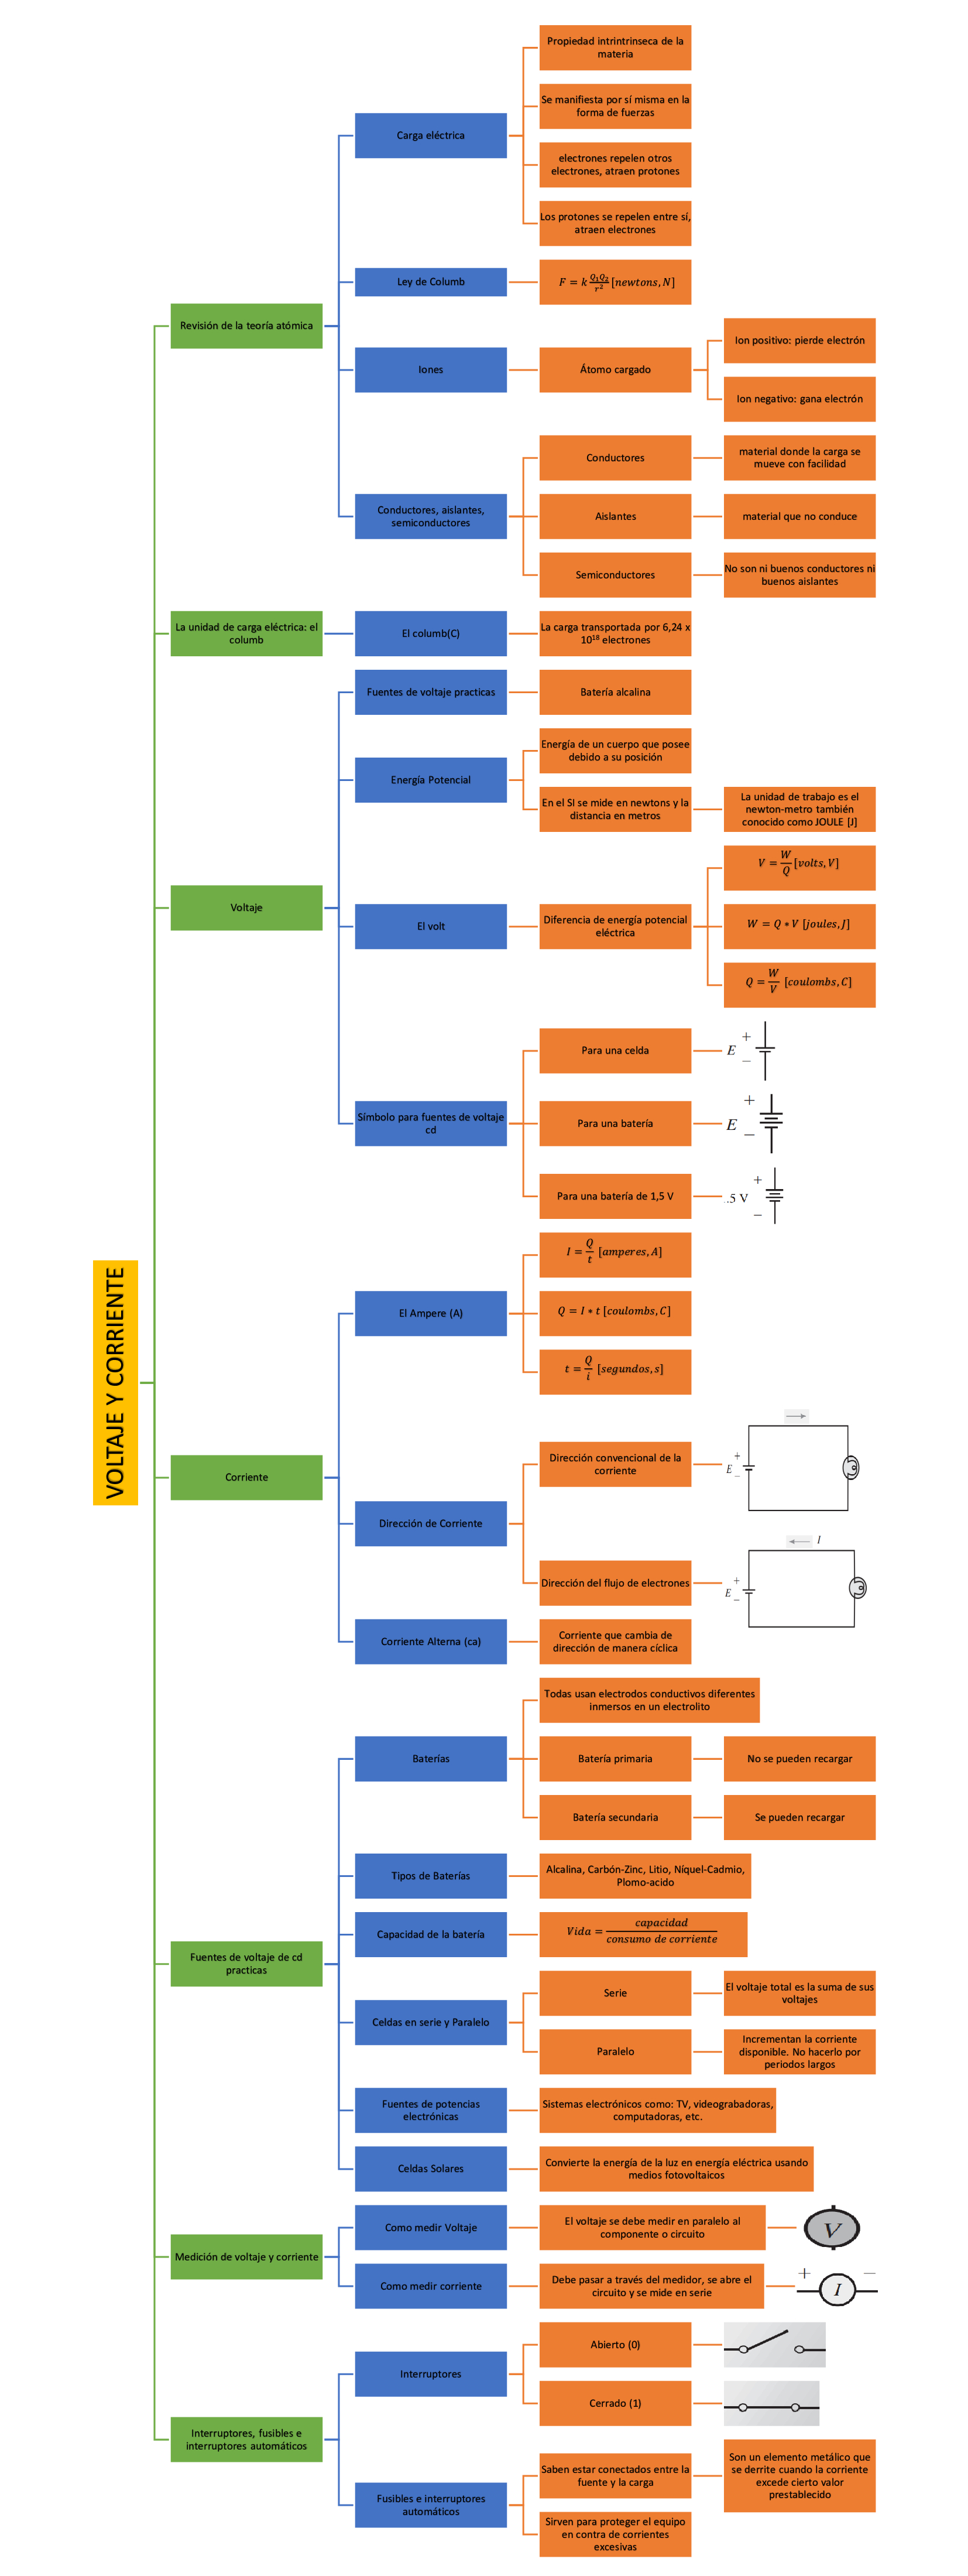 VOLTAJE Y CORRIENTE
Revisión de la teoría atómica
Carga eléctrica
Propiedad intrintrinseca de la
materia
Se manifiesta por sí misma en la
forma de fuerzas
electrones repelen otros
electrones, atraen protones
Los protones se repelen entre sí,
atraen electrones
Ley de Columb
F = k Q₁Q₂/r² [newtons, N]
Iones
Átomo cargado
Ion positivo: pierde electrón
Ion negativo: gana electrón
Conductores, aislantes,
semiconductores
Conductores
material donde la carga se
mueve con facilidad
Aislantes
material que no conduce
Semiconductores
No son ni buenos conductores ni
buenos aislantes
La unidad de carga eléctrica: el
columb
El columb(C)
La carga transportada por 6,24 x
10¹⁸ electrones
Voltaje
Fuentes de voltaje practicas
Batería alcalina
Energía Potencial
Energía de un cuerpo que posee
debido a su posición
En el SI se mide en newtons y la
distancia en metros
La unidad de trabajo es el
newton-metro también
conocido como JOULE [J]
El volt
Diferencia de energía potencial
eléctrica
V = W/Q [volts, V]
W = Q * V [joules, J]
Q = W/V [coulombs, C]
Símbolo para fuentes de voltaje
cd
Para una celda
E + −
Para una batería
E + −
Para una batería de 1,5 V
.5 V + −
Corriente
El Ampere (A)
I = Q/t [amperes, A]
Q = I * t [coulombs, C]
t = Q/i [segundos, s]
Dirección de Corriente
Dirección convencional de la
corriente
E + −
Dirección del flujo de electrones
I
E + −
Corriente Alterna (ca)
Corriente que cambia de
dirección de manera cíclica
Fuentes de voltaje de cd
practicas
Baterías
Todas usan electrodos conductivos diferentes
inmersos en un electrolito
Batería primaria
No se pueden recargar
Batería secundaria
Se pueden recargar
Tipos de Baterías
Alcalina, Carbón-Zinc, Litio, Níquel-Cadmio,
Plomo-acido
Capacidad de la batería
Vida = capacidad/consumo de corriente
Celdas en serie y Paralelo
Serie
El voltaje total es la suma de sus
voltajes
Paralelo
Incrementan la corriente
disponible. No hacerlo por
periodos largos
Fuentes de potencias
electrónicas
Sistemas electrónicos como: TV, videograbadoras,
computadoras, etc.
Celdas Solares
Convierte la energía de la luz en energía eléctrica usando
medios fotovoltaicos
Medición de voltaje y corriente
Como medir Voltaje
El voltaje se debe medir en paralelo al
componente o circuito
V
Como medir corriente
Debe pasar a través del medidor, se abre el
circuito y se mide en serie
+ I −
Interruptores, fusibles e
interruptores automáticos
Interruptores
Abierto (0)
Cerrado (1)
Fusibles e interruptores
automáticos
Saben estar conectados entre la
fuente y la carga
Son un elemento metálico que
se derrite cuando la corriente
excede cierto valor
prestablecido
Sirven para proteger el equipo
en contra de corrientes
excesivas